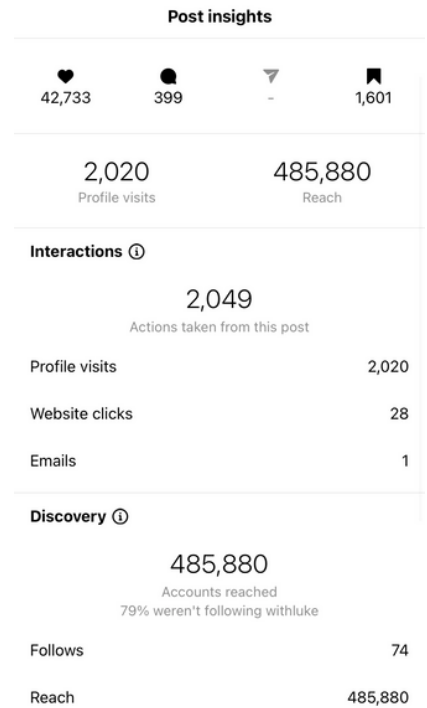 Post insights
42,733 399 - 1,601
2,020 485,880
Profile visits Reach
Interactions
2,049
Actions taken from this post
Profile visits 2,020
Website clicks 28
Emails 1
Discovery
485,880
Accounts reached
79% weren't following withluke
Follows 74
Reach 485,880